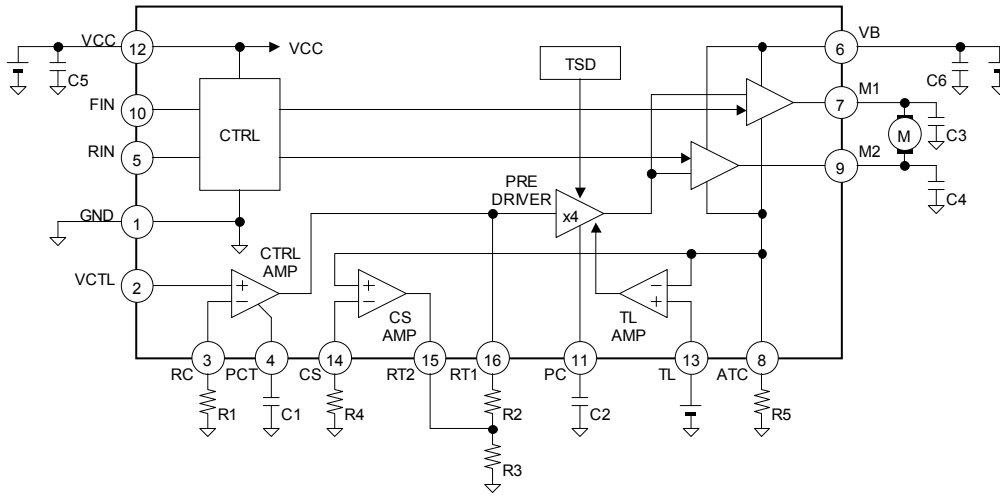 VCC
12
VCC
C5
FIN
10
CTRL
RIN
5
GND
1
TSD
VB
6
C6
M1
7
M
C3
M2
9
C4
PRE
DRIVER
x4
VCTL
2
CTRL
AMP
+
−
CS
AMP
+
−
TL
AMP
−
+
3
RC
4
PCT
14
CS
15
RT2
16
RT1
11
PC
13
TL
8
ATC
R1
C1
R4
R2
C2
R5
R3